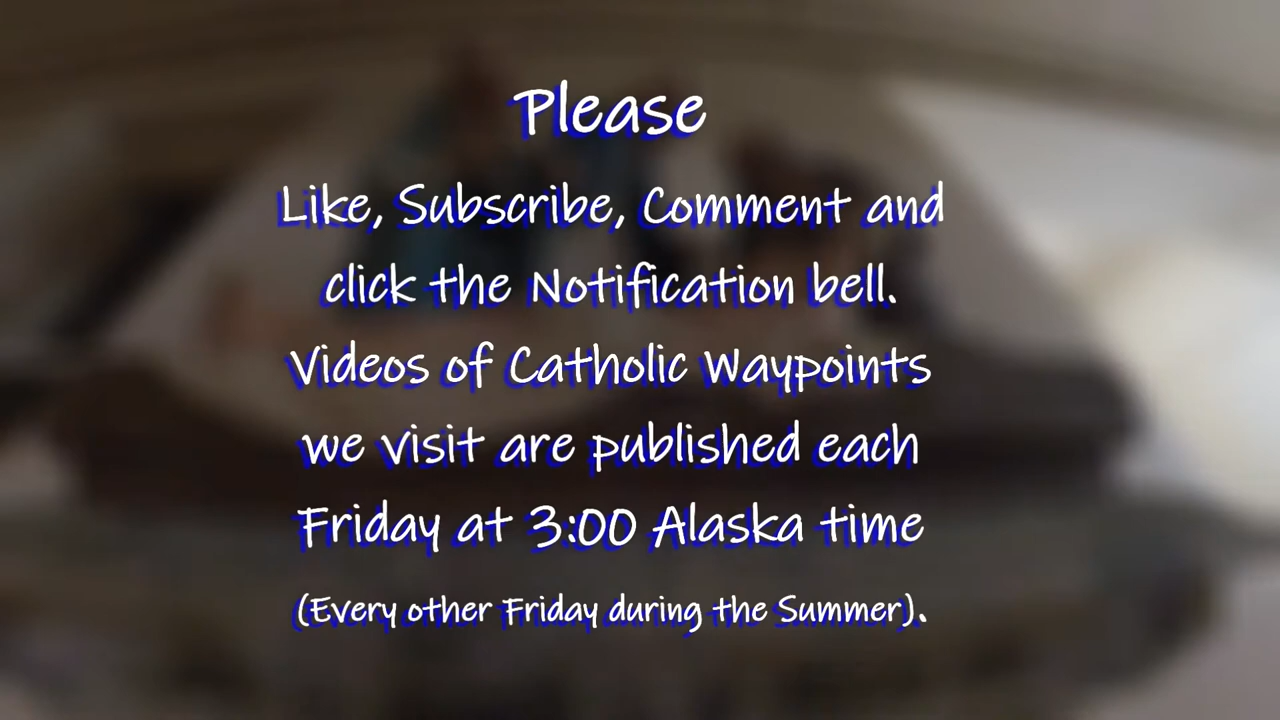 Please
Like, Subscribe, Comment and
click the Notification bell.
Videos of Catholic Waypoints
we visit are published each
Friday at 3:00 Alaska time
(Every other Friday during the Summer).